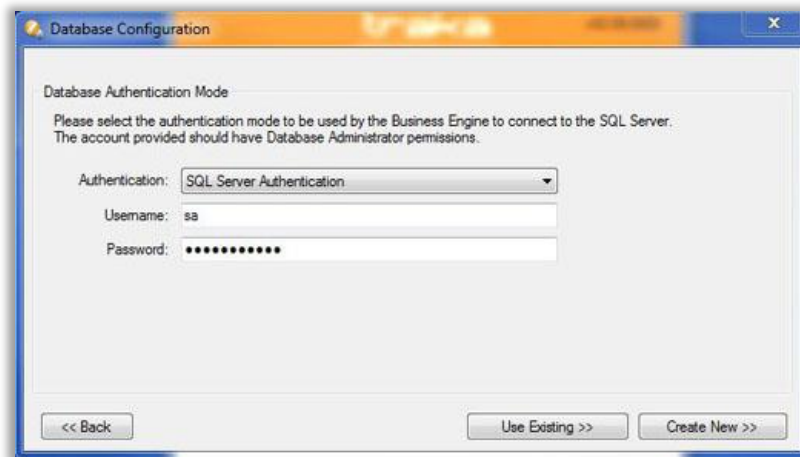 Database Configuration
traka
Database Authentication Mode
Please select the authentication mode to be used by the Business Engine to connect to the SQL Server.
The account provided should have Database Administrator permissions.
Authentication: SQL Server Authentication
Username: sa
Password: •••••••••••
<< Back
Use Existing >>
Create New >>